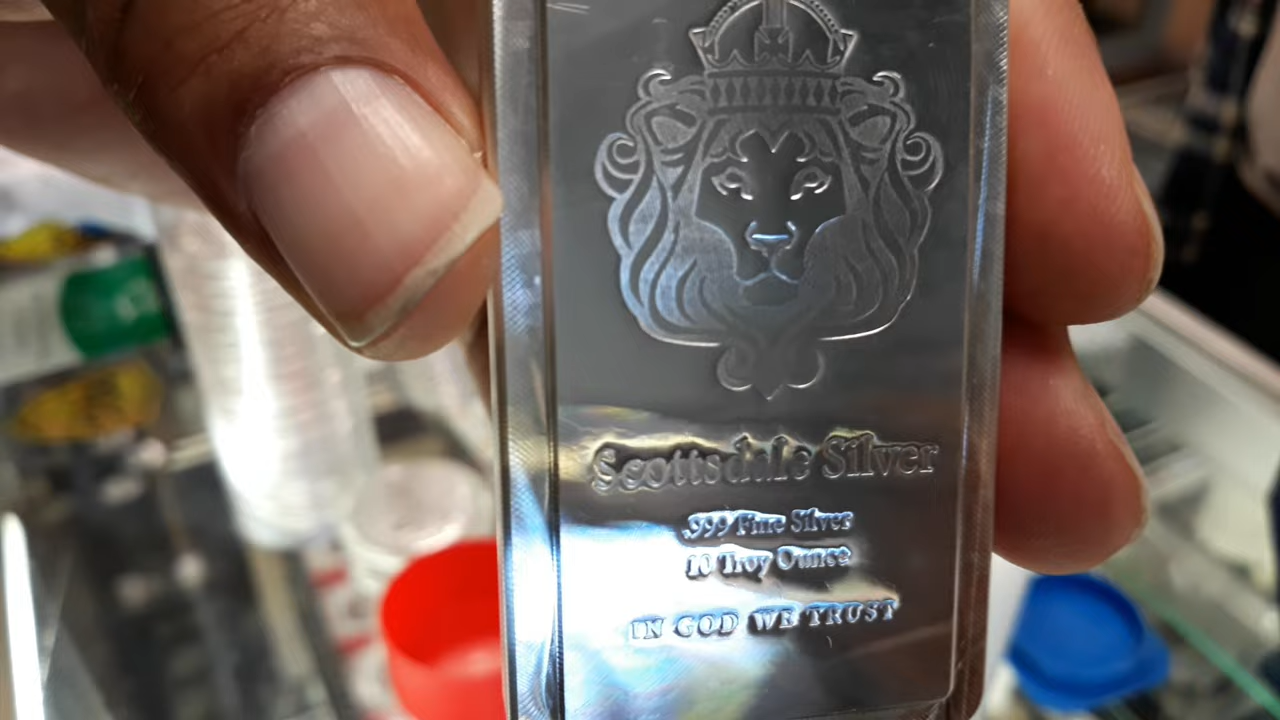 Scottsdale Silver
.999 Fine Silver
10 Troy Ounce
IN GOD WE TRUST